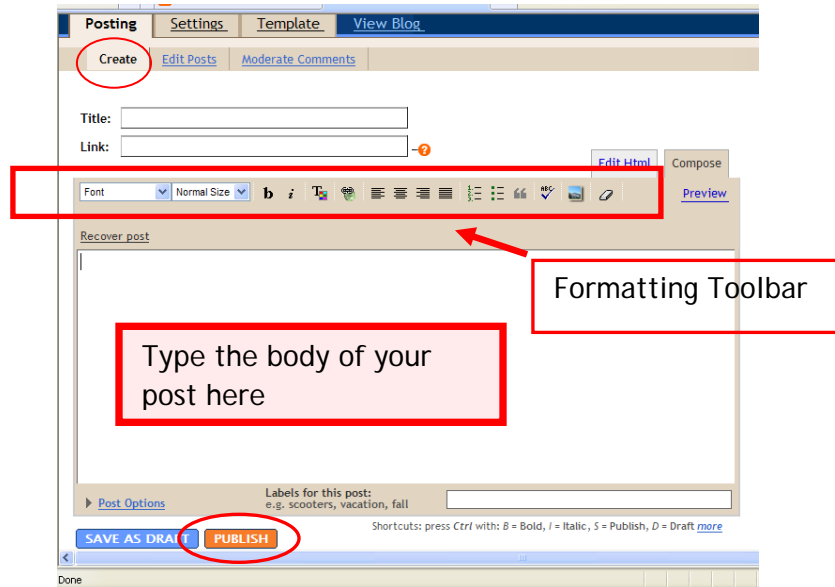 Posting Settings Template View Blog
Create Edit Posts Moderate Comments
Title:
Link: ?
Edit Html Compose
Font Normal Size b i T ABC Preview
Recover post
Formatting Toolbar
Type the body of your
post here
Post Options Labels for this post:
e.g. scooters, vacation, fall
Shortcuts: press Ctrl with: B = Bold, I = Italic, S = Publish, D = Draft more
SAVE AS DRAFT PUBLISH
Done